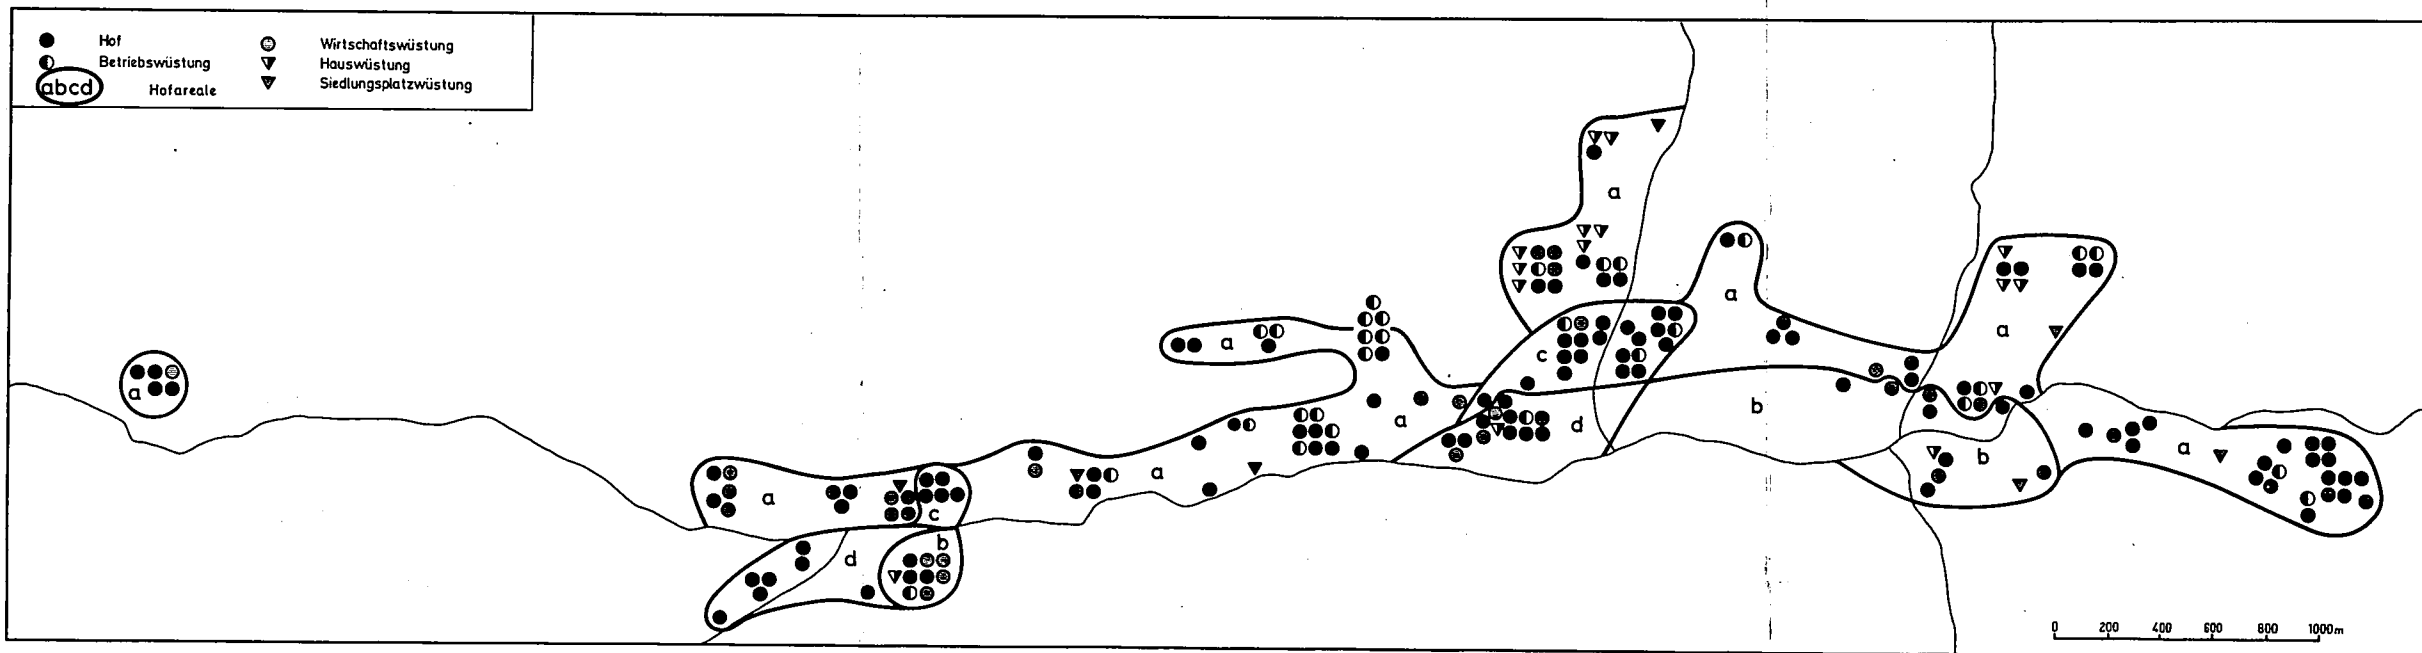 Hof
Betriebswüstung
abcd Hofareale
Wirtschaftswüstung
Hauswüstung
Siedlungsplatzwüstung
a
a
a
a
a
c
a
a
d
b
a
b
a
a
a
c
d
b
0 200 400 600 800 1000m